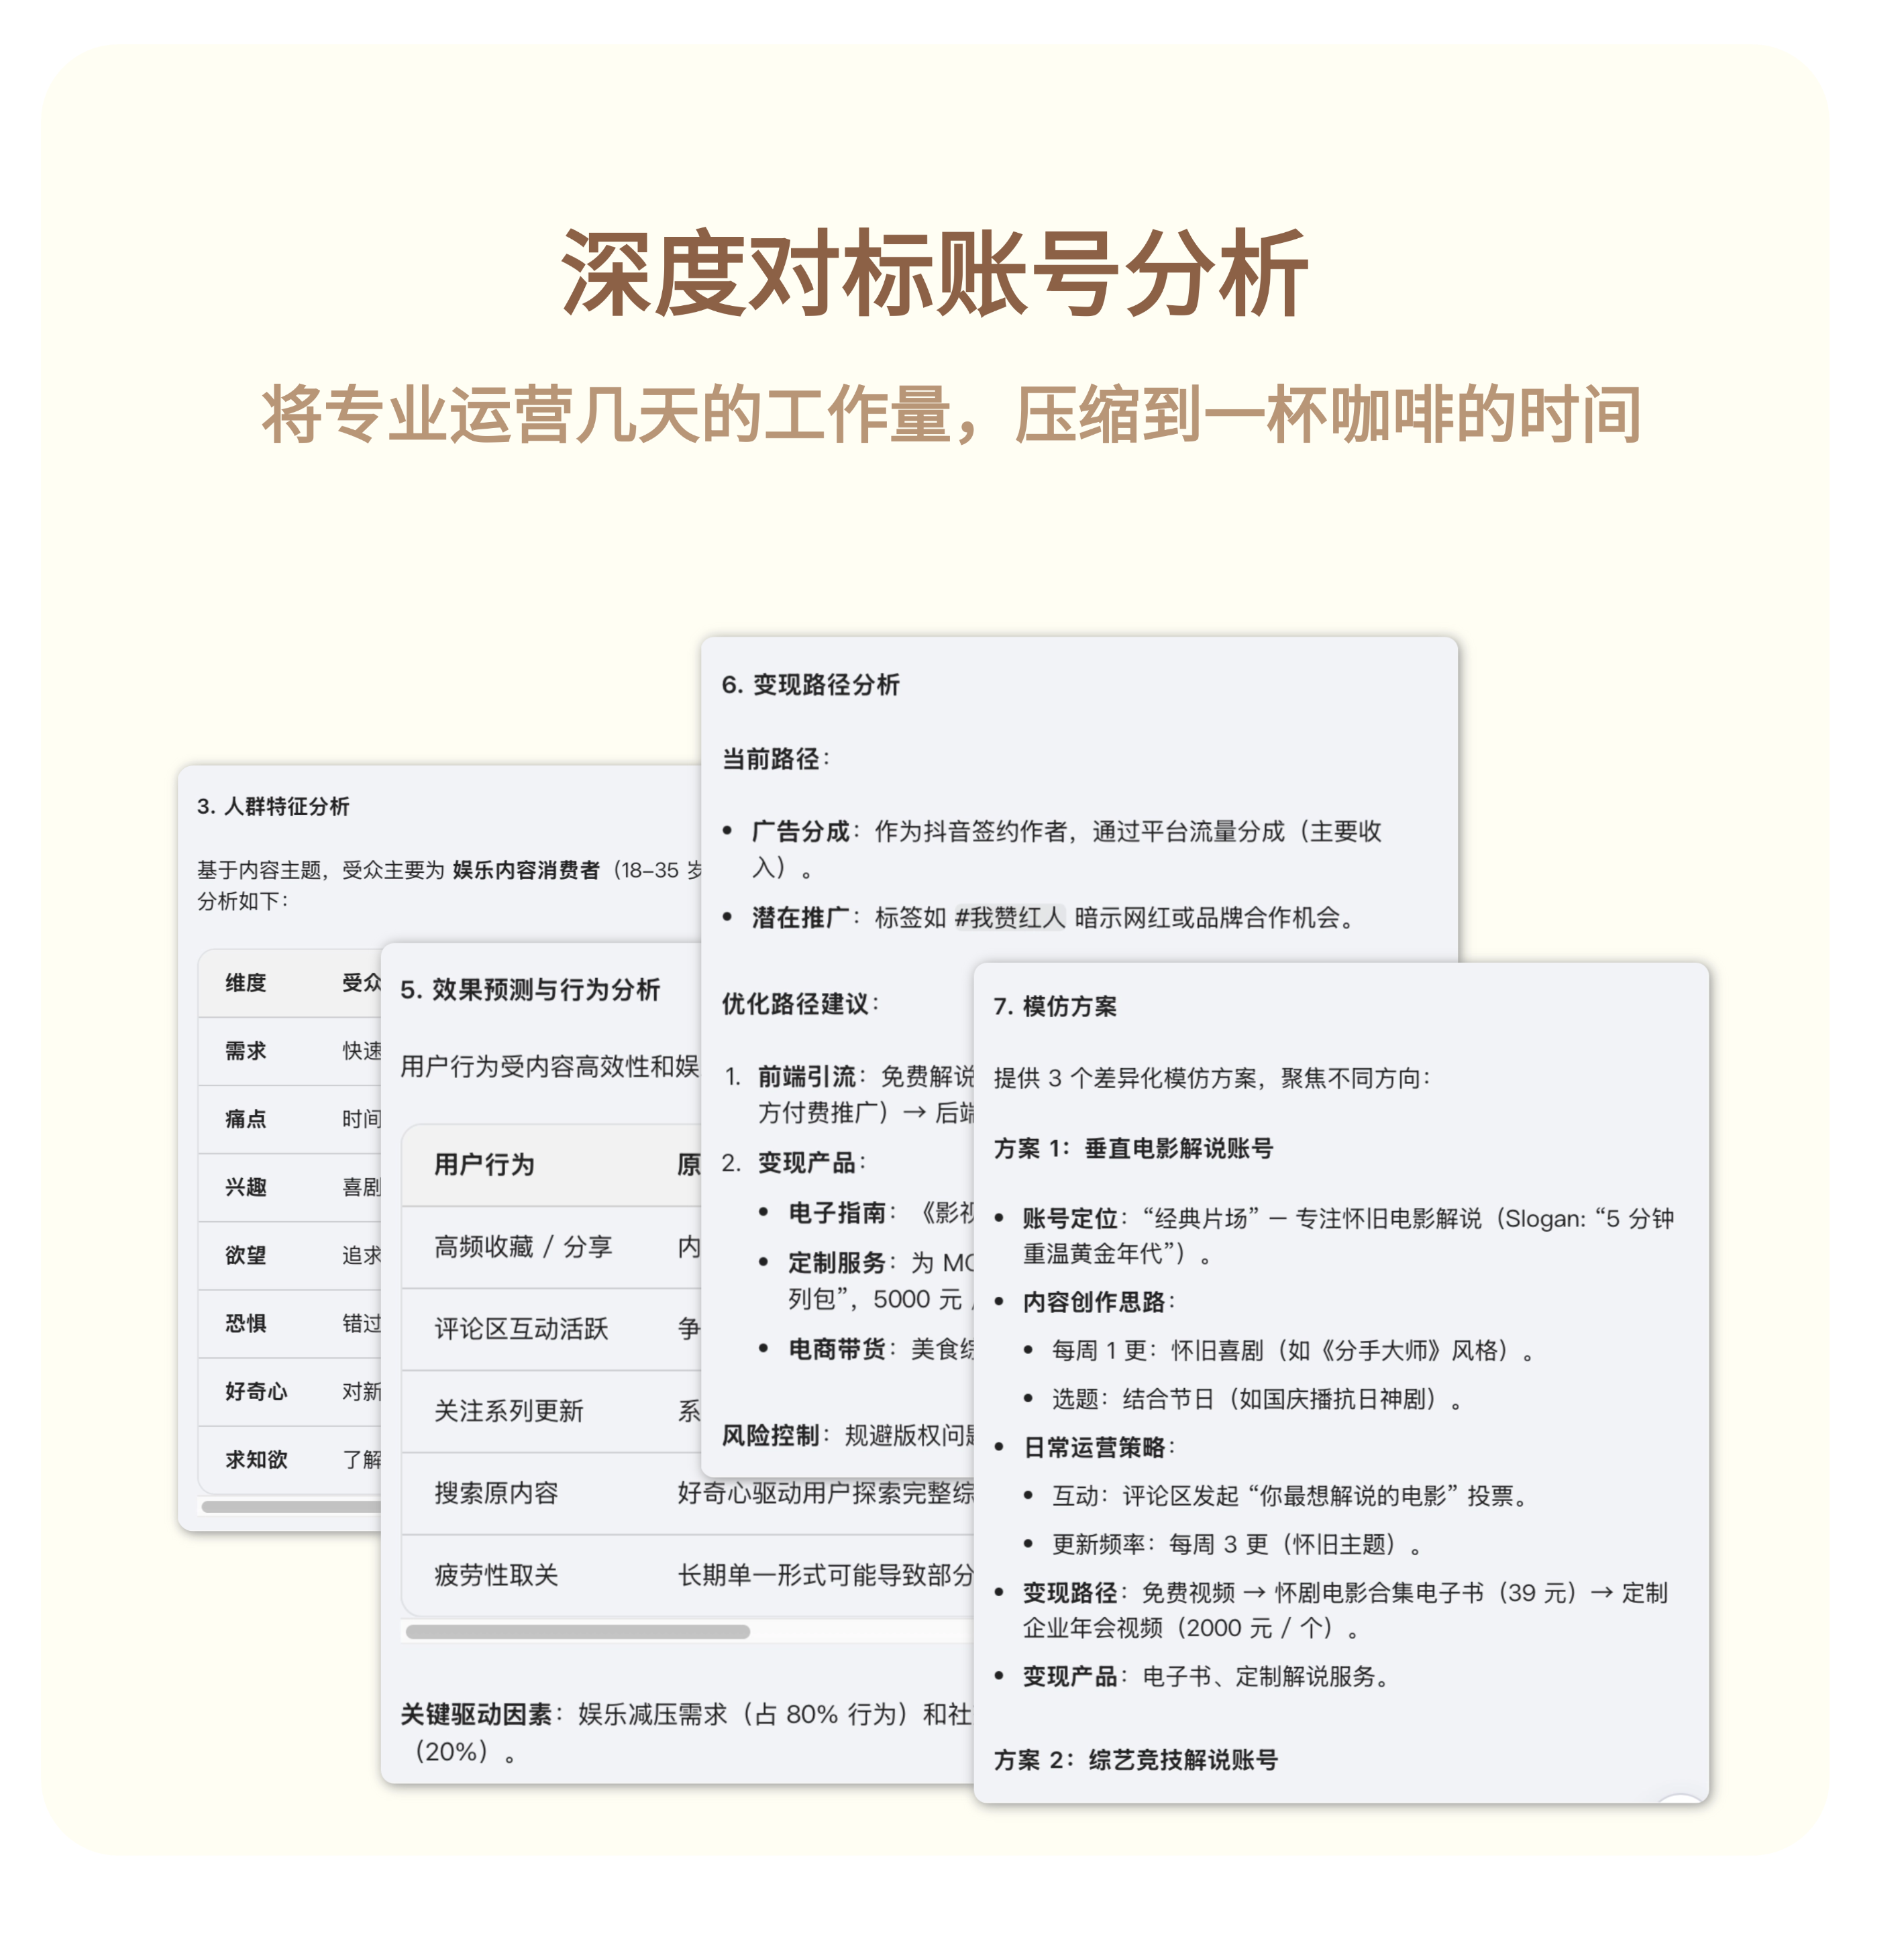 深度对标账号分析
将专业运营几天的工作量，压缩到一杯咖啡的时间
3. 人群特征分析
基于内容主题，受众主要为 娱乐内容消费者（18–35 岁
分析如下：
维度 受众
需求 快速
痛点 时间
兴趣 喜剧
欲望 追求
恐惧 错过
好奇心 对新
求知欲 了解
5. 效果预测与行为分析
用户行为受内容高效性和娱
用户行为 原
高频收藏 / 分享 内
评论区互动活跃 争
关注系列更新 系
搜索原内容 好奇心驱动用户探索完整综
疲劳性取关 长期单一形式可能导致部分
关键驱动因素：娱乐减压需求（占 80% 行为）和社
（20%）。
6. 变现路径分析
当前路径：
• 广告分成：作为抖音签约作者，通过平台流量分成（主要收
入）。
• 潜在推广：标签如 #我赞红人 暗示网红或品牌合作机会。
优化路径建议：
1. 前端引流：免费解说
方付费推广）→ 后端
2. 变现产品：
• 电子指南：《影视
• 定制服务：为 MC
列包”，5000 元 /
• 电商带货：美食综
风险控制：规避版权问题
7. 模仿方案
提供 3 个差异化模仿方案，聚焦不同方向：
方案 1：垂直电影解说账号
• 账号定位：“经典片场” — 专注怀旧电影解说（Slogan: “5 分钟
重温黄金年代”）。
• 内容创作思路：
• 每周 1 更：怀旧喜剧（如《分手大师》风格）。
• 选题：结合节日（如国庆播抗日神剧）。
• 日常运营策略：
• 互动：评论区发起 “你最想解说的电影” 投票。
• 更新频率：每周 3 更（怀旧主题）。
• 变现路径：免费视频 → 怀剧电影合集电子书（39 元）→ 定制
企业年会视频（2000 元 / 个）。
• 变现产品：电子书、定制解说服务。
方案 2：综艺竞技解说账号